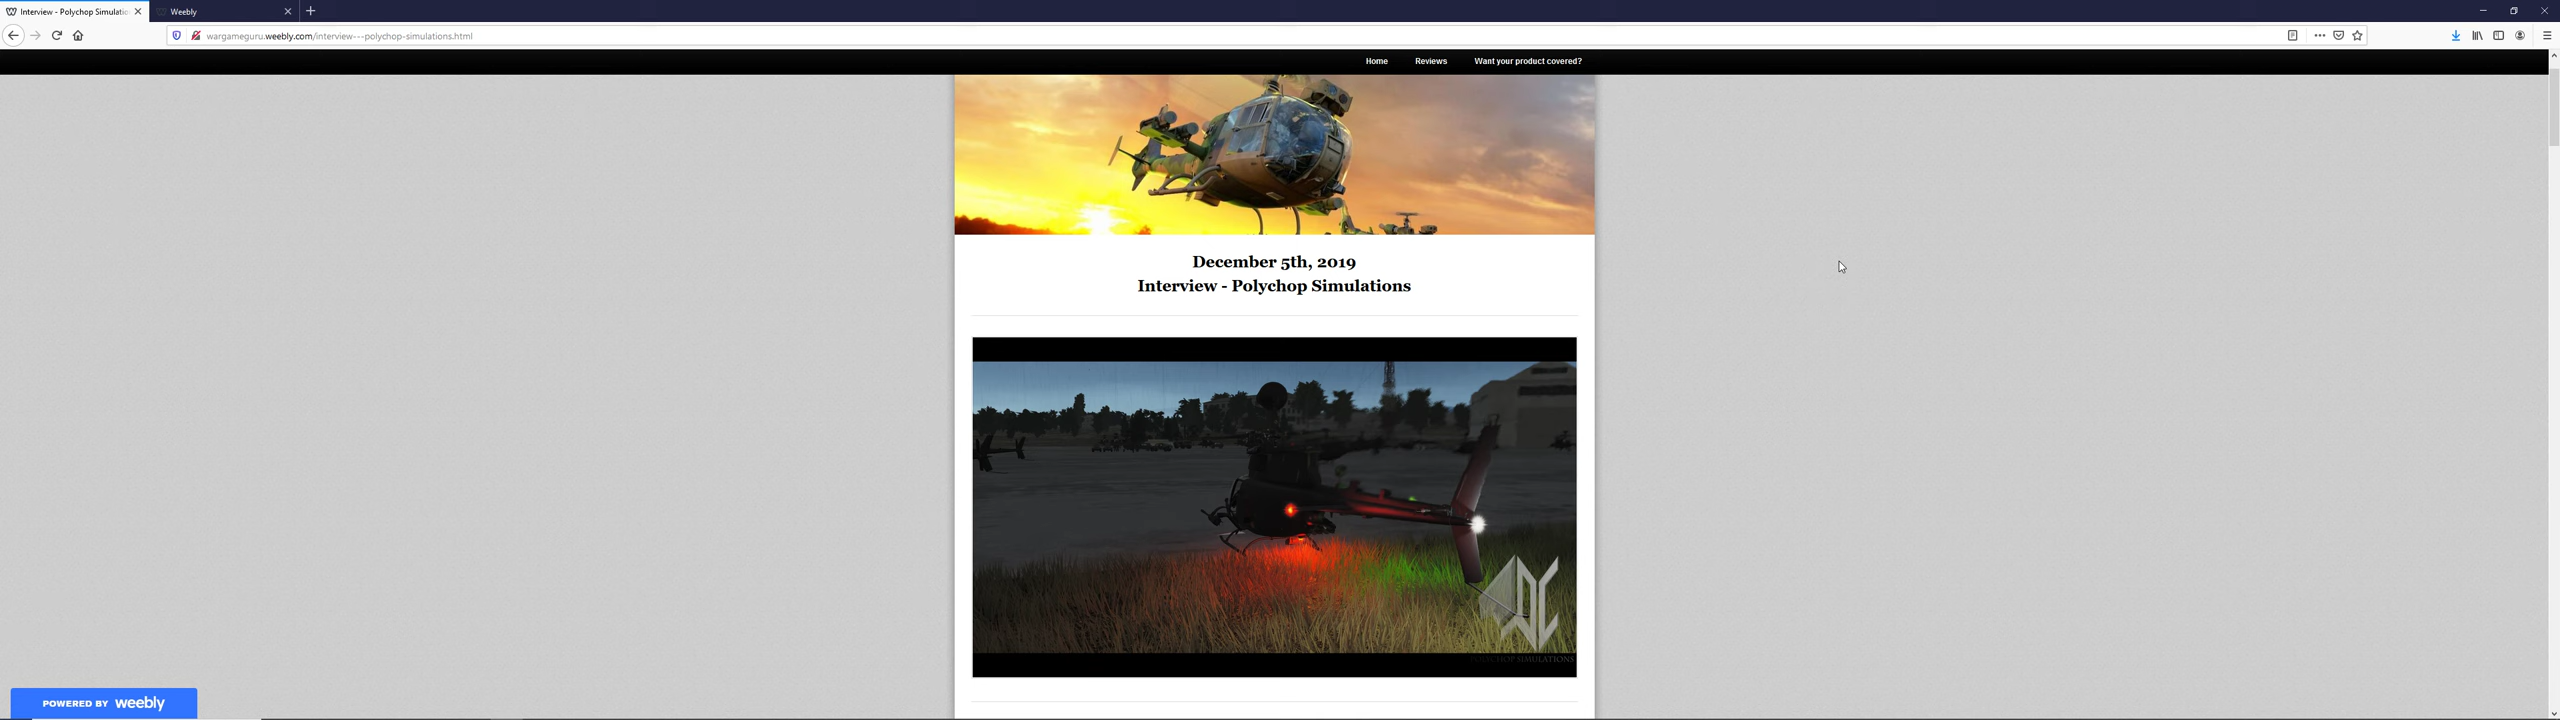 Interview - Polychop Simulatio
Weebly
wargameguru.weebly.com/interview---polychop-simulations.html
Home Reviews Want your product covered?
December 5th, 2019
Interview - Polychop Simulations
POLYCHOP SIMULATIONS
POWERED BY weebly